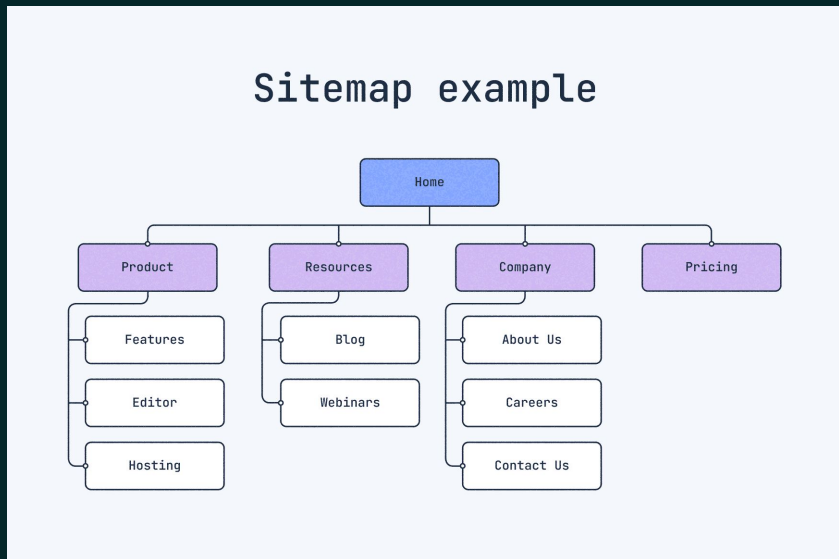 Sitemap example
Home
Product
Resources
Company
Pricing
Features
Blog
About Us
Editor
Webinars
Careers
Hosting
Contact Us